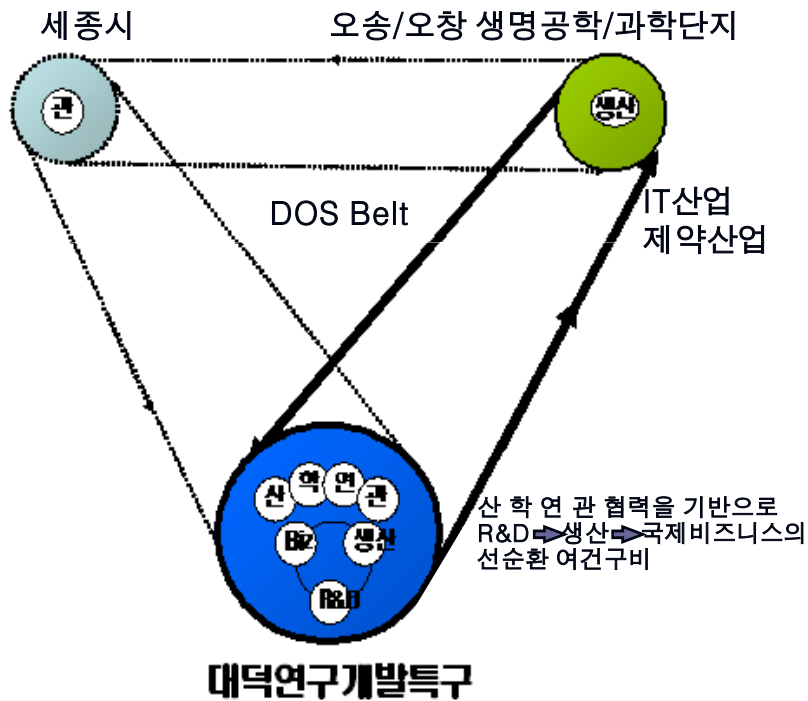 세종시
오송/오창 생명공학/과학단지
관
생산
DOS Belt
IT산업
제약산업
산 학 연 관
Biz 생산
R&D
산 학 연 관 협력을 기반으로
R&D 생산 국제비즈니스의
선순환 여건구비
대덕연구개발특구